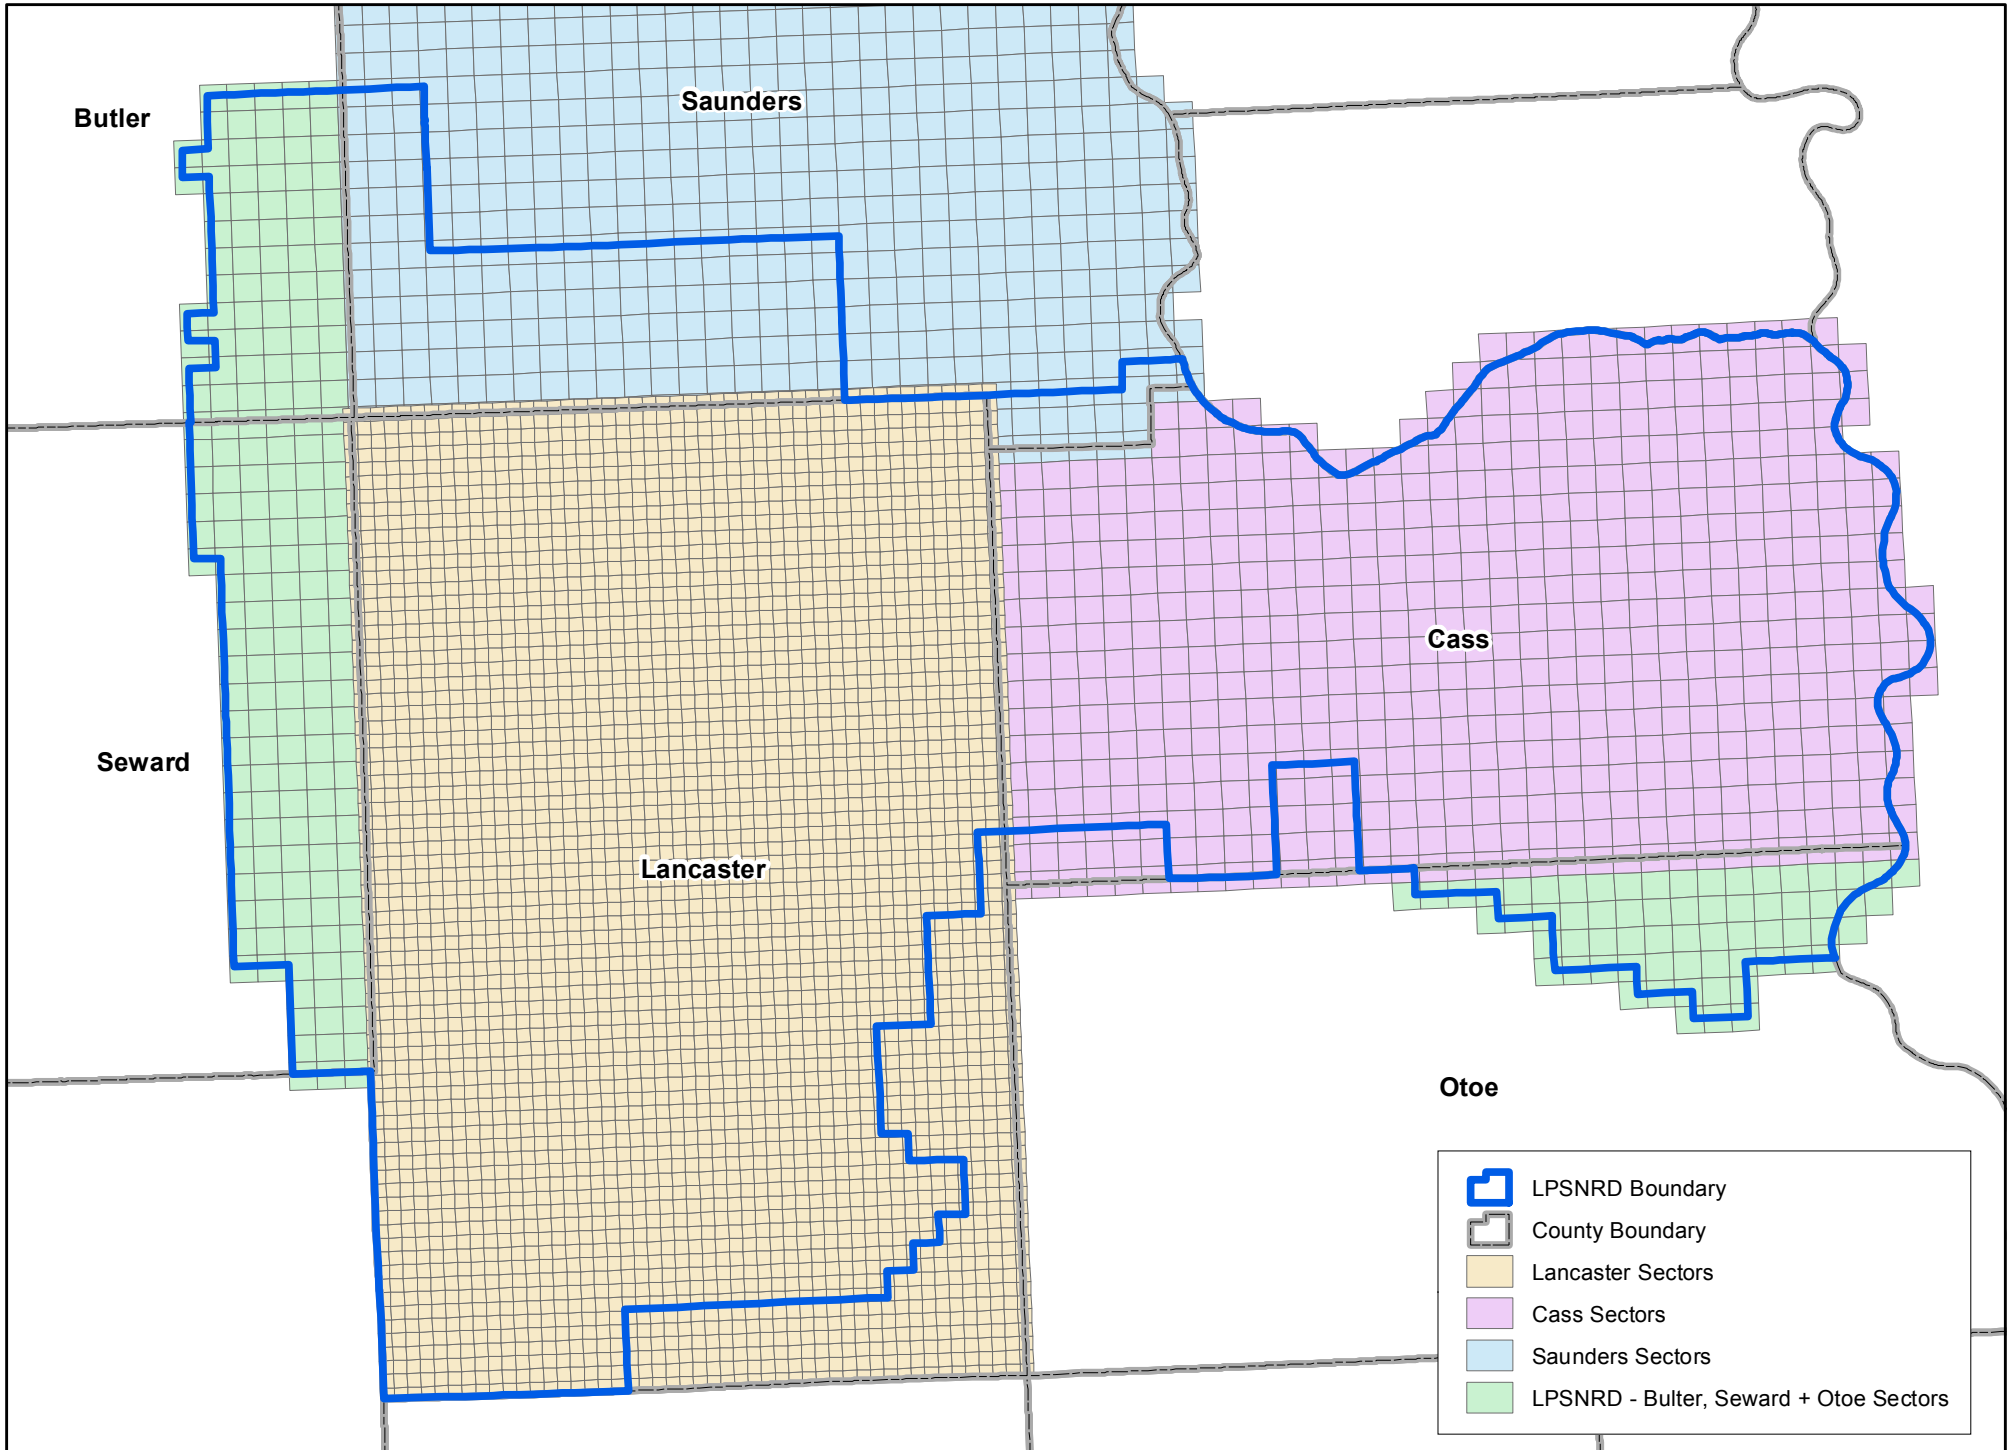 Butler
Saunders
Cass
Seward
Lancaster
Otoe
LPSNRD Boundary
County Boundary
Lancaster Sectors
Cass Sectors
Saunders Sectors
LPSNRD - Bulter, Seward + Otoe Sectors